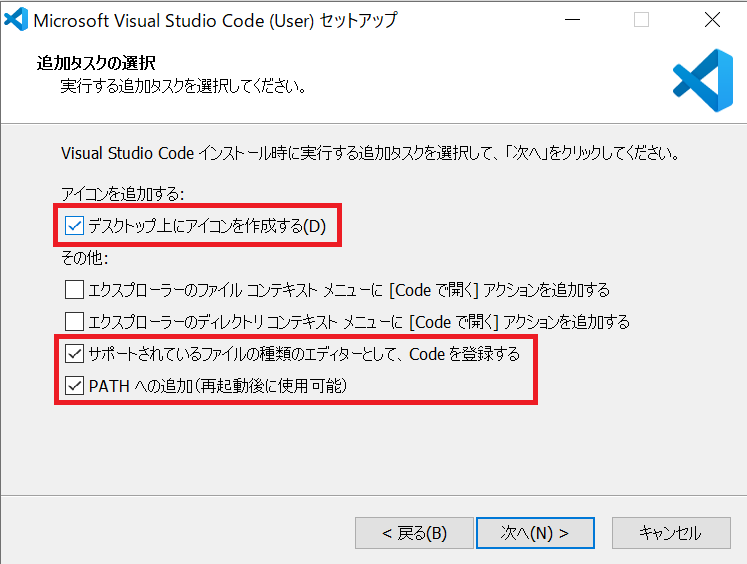 Microsoft Visual Studio Code (User) セットアップ
追加タスクの選択
実行する追加タスクを選択してください。
Visual Studio Code インストール時に実行する追加タスクを選択して、「次へ」をクリックしてください。
アイコンを追加する:
デスクトップ上にアイコンを作成する(D)
その他:
エクスプローラーのファイル コンテキスト メニューに [Code で開く] アクションを追加する
エクスプローラーのディレクトリ コンテキスト メニューに [Code で開く] アクションを追加する
サポートされているファイルの種類のエディターとして、Code を登録する
PATH への追加（再起動後に使用可能）
< 戻る(B) 次へ(N) > キャンセル